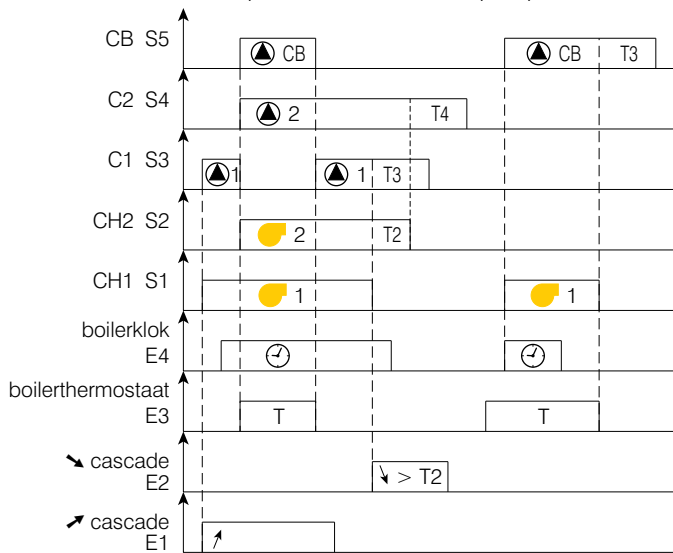 CB S5
CB
CB T3
C2 S4
2 T4
C1 S3
1
1 T3
CH2 S2
2 T2
CH1 S1
1
1
boilerklok
E4
boilerthermostaat
E3
T
T
cascade
E2
> T2
cascade
E1